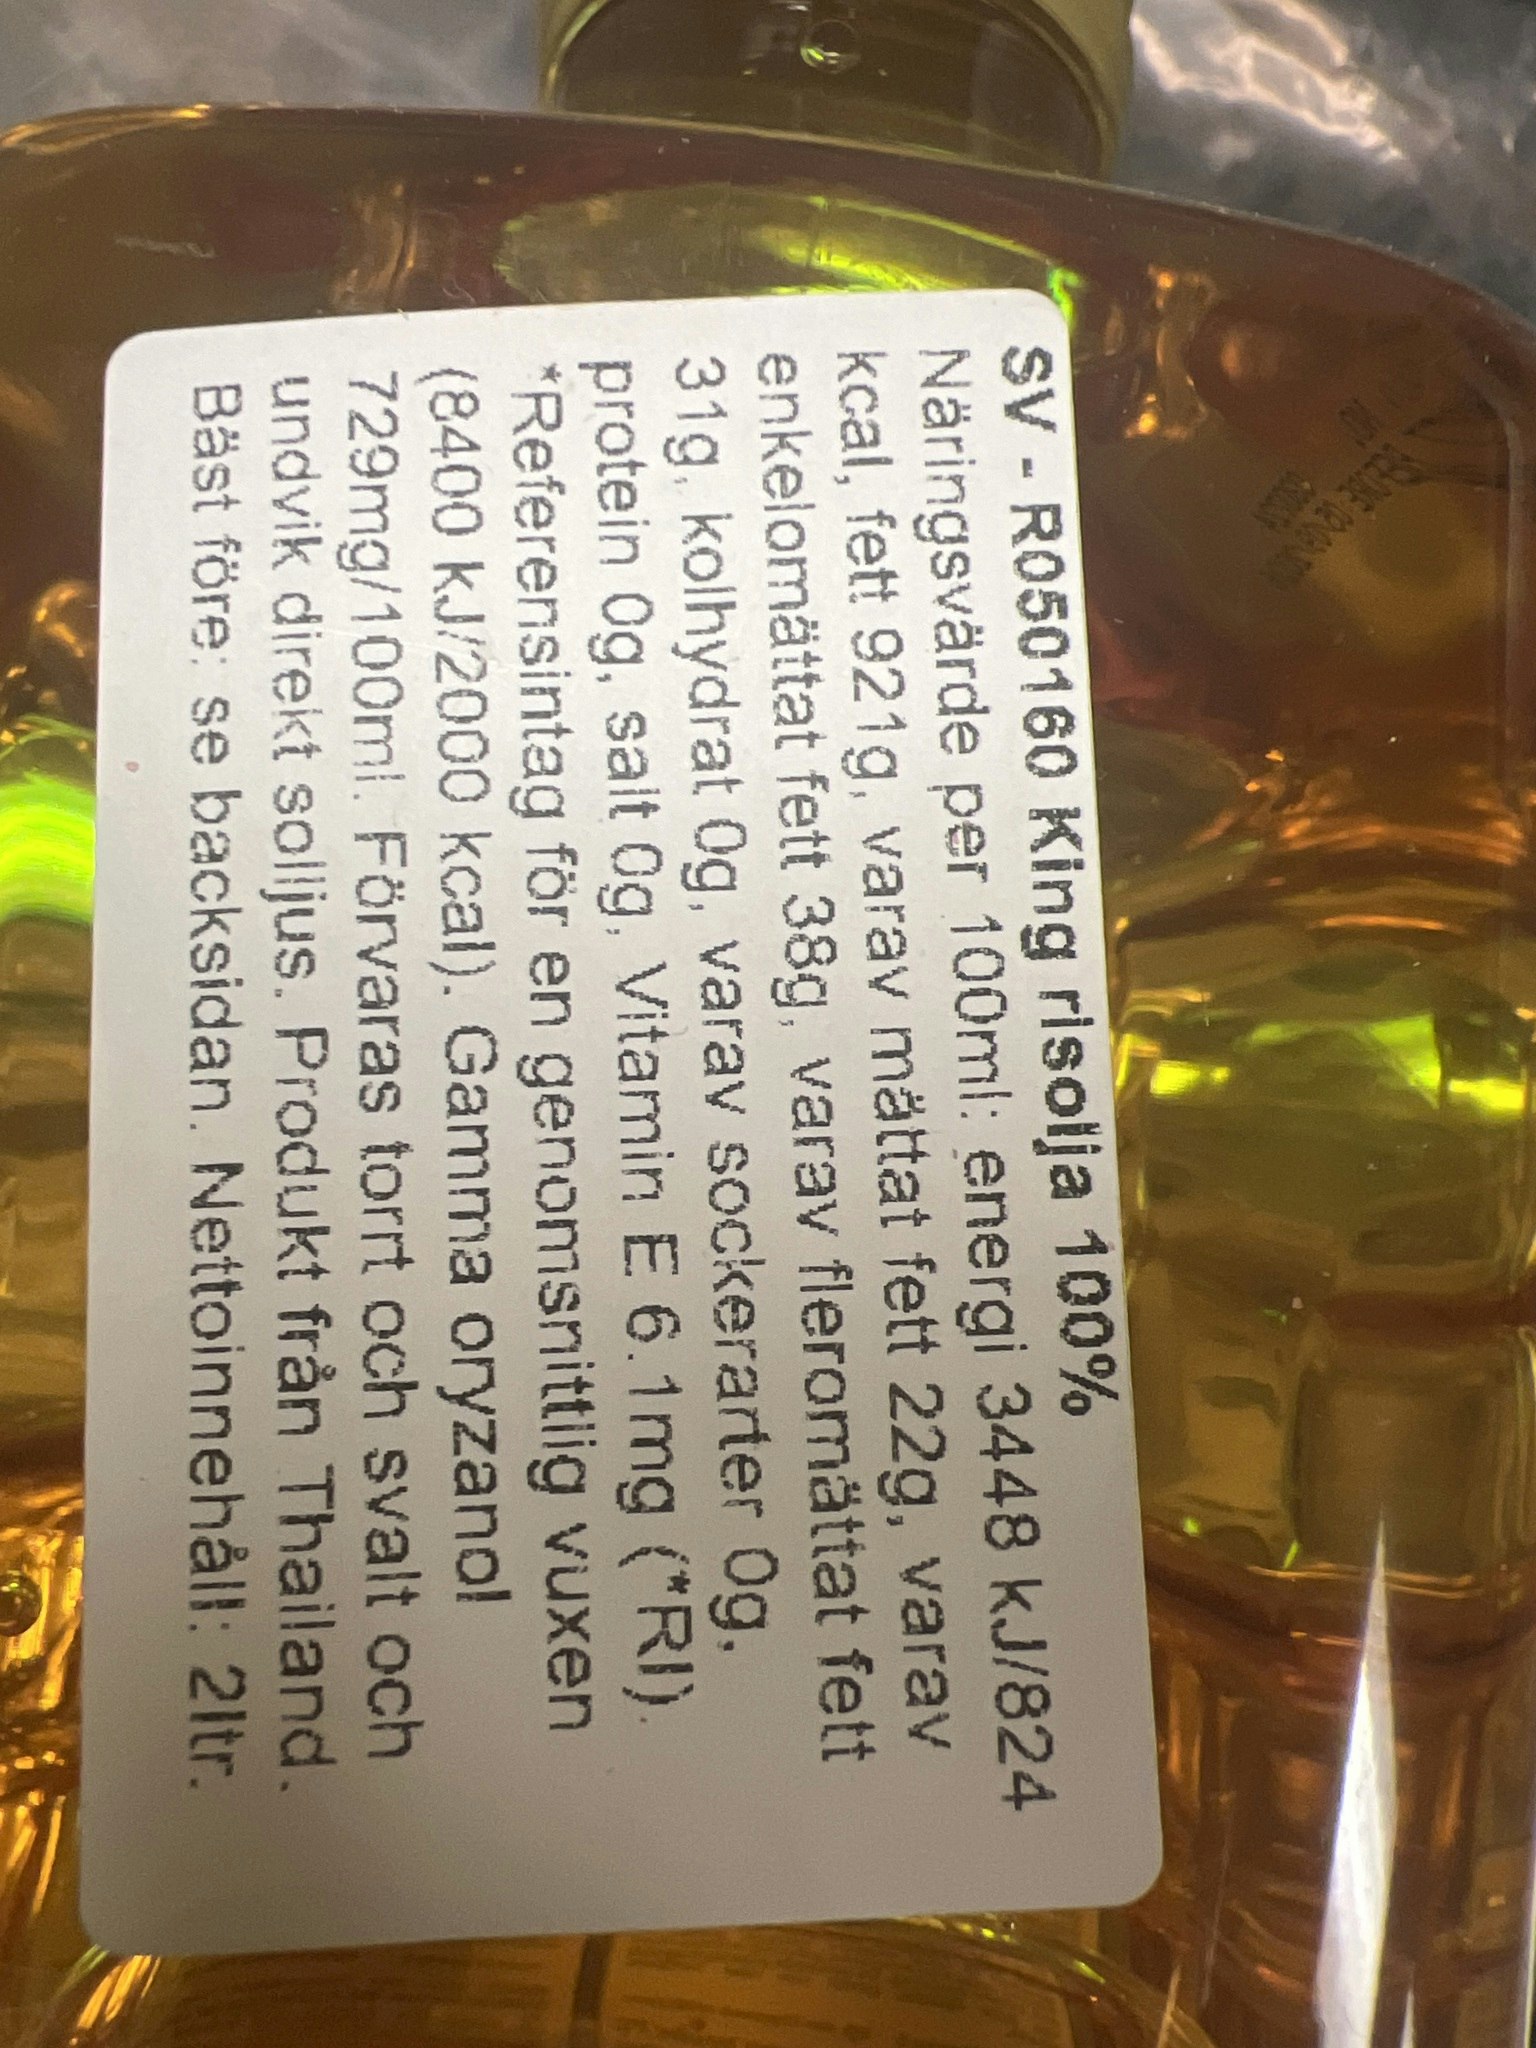 SV - R050160 King risolja 100%
Näringsvärde per 100ml: energi 3448 kJ/824
kcal, fett 921g, varav mättat fett 22g, varav
enkelomättat fett 38g, varav fleromättat fett
31g, kolhydrat 0g, varav sockerarter 0g,
protein 0g, salt 0g, Vitamin E 6.1mg (*RI).
*Referensintag för en genomsnittlig vuxen
(8400 kJ/2000 kcal). Gamma oryzanol
729mg/100ml. Förvaras torrt och svalt och
undvik direkt solljus. Produkt från Thailand.
Bäst före: se backsidan. Nettoinnehåll: 2ltr.